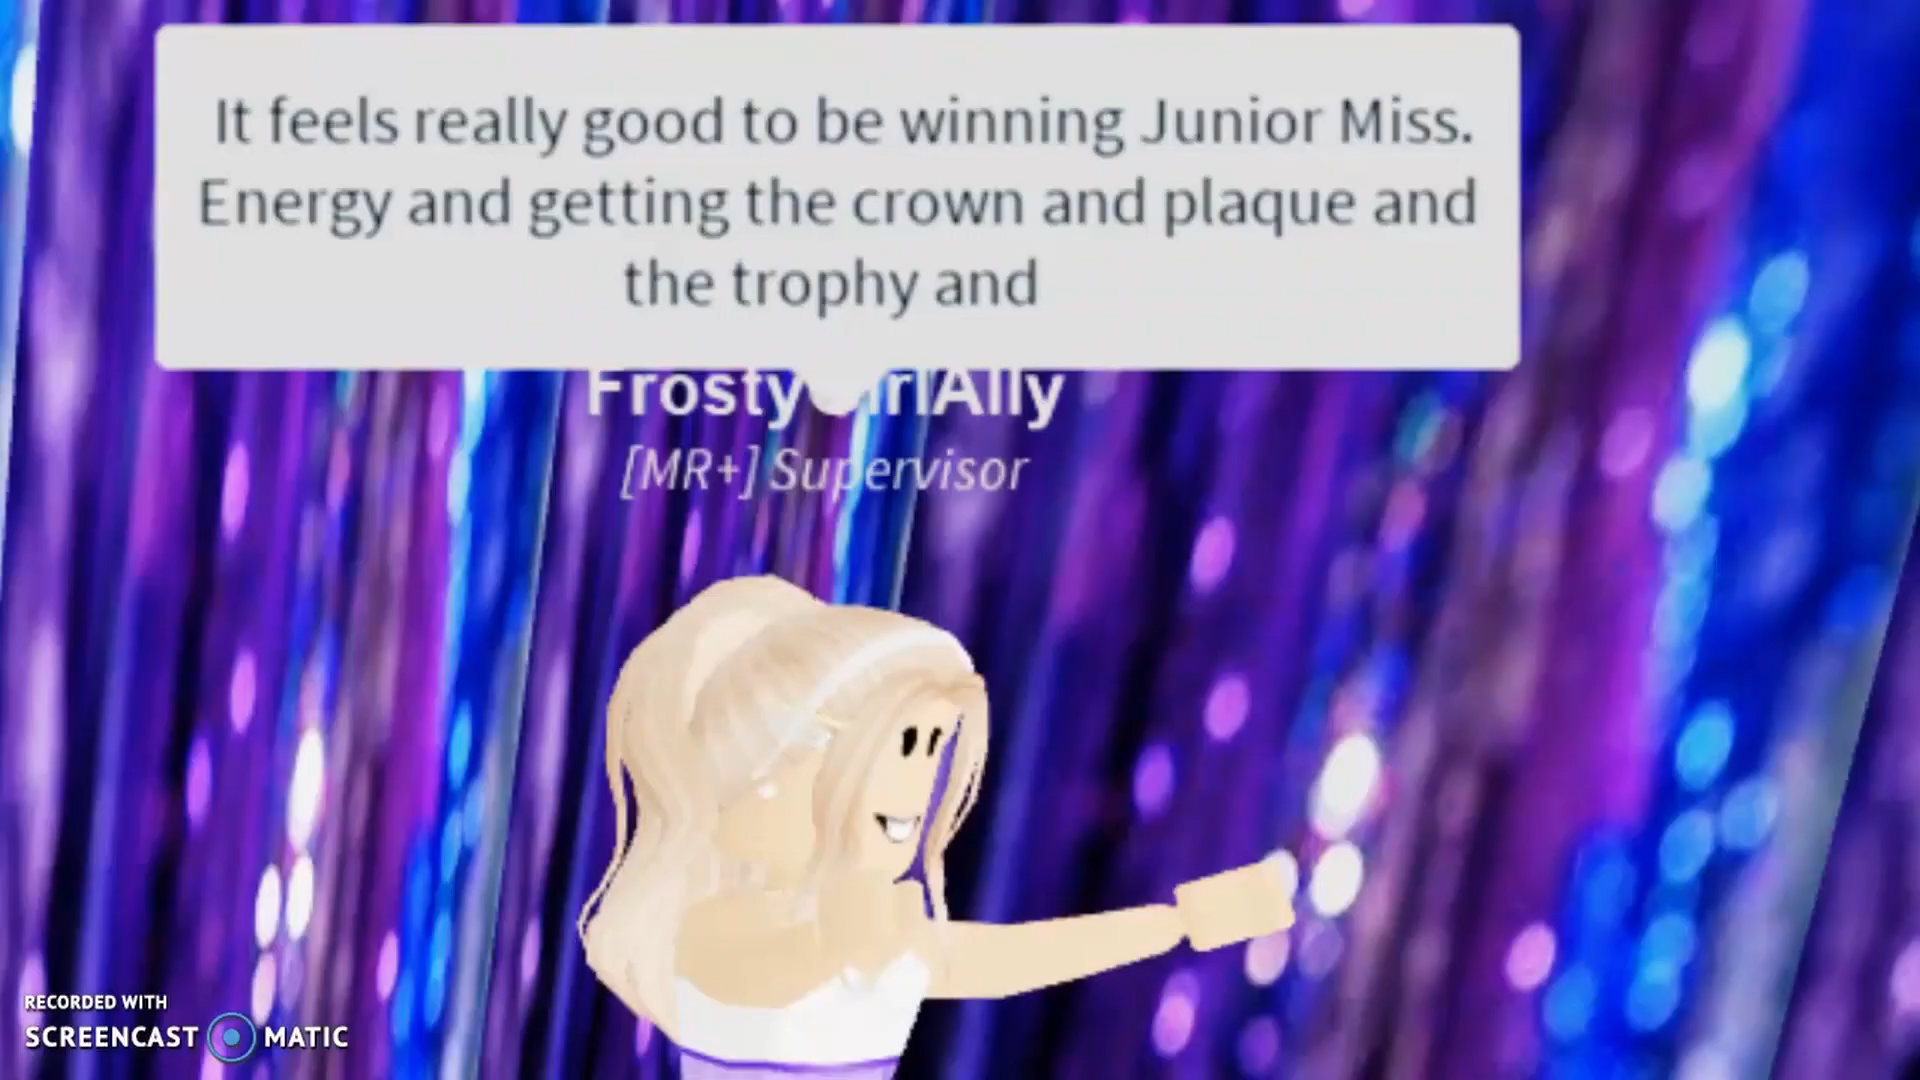 It feels really good to be winning Junior Miss.
Energy and getting the crown and plaque and
the trophy and
[MR+] Supervisor
RECORDED WITH
SCREENCAST MATIC